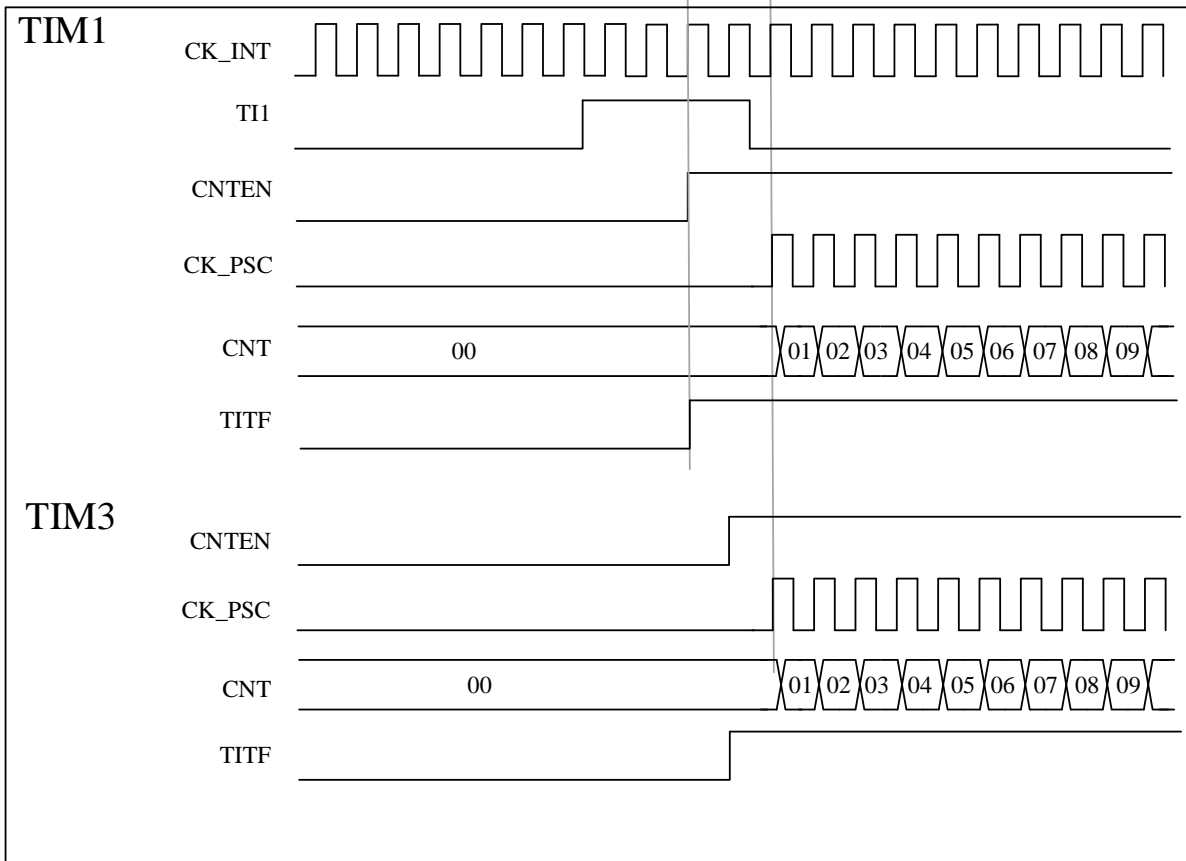 TIM1
CK_INT
TI1
CNTEN
CK_PSC
CNT 00 01 02 03 04 05 06 07 08 09
TITF
TIM3
CNTEN
CK_PSC
CNT 00 01 02 03 04 05 06 07 08 09
TITF